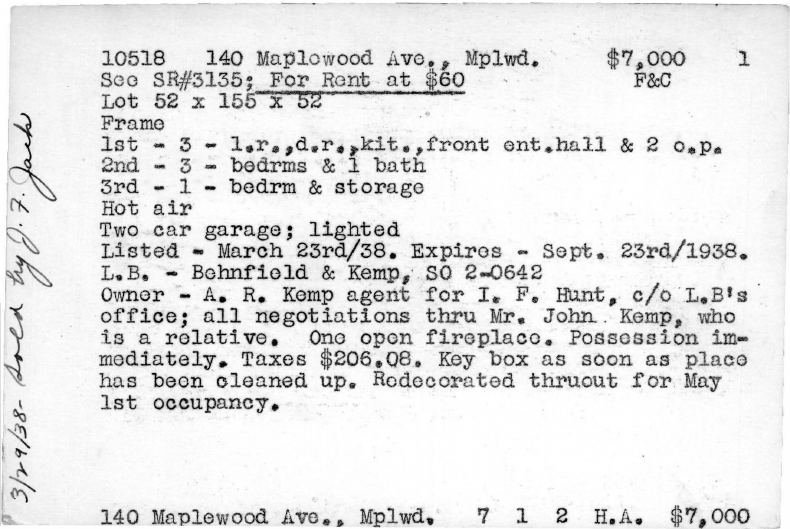 10518 140 Maplewood Ave., Mplwd. $7,000 1
See SR#3135; For Rent at $60 F&C
Lot 52 x 155 x 52
Frame
1st - 3 - l.r.,d.r.,kit.,front ent.hall & 2 o.p.
2nd - 3 - bedrms & 1 bath
3rd - 1 - bedrm & storage
Hot air
Two car garage; lighted
Listed - March 23rd/38. Expires - Sept. 23rd/1938.
L.B. - Behnfield & Kemp, SO 2-0642
Owner - A. R. Kemp agent for I. F. Hunt, c/o L.B's
office; all negotiations thru Mr. John Kemp, who
is a relative. One open fireplace. Possession im-
mediately. Taxes $206.08. Key box as soon as place
has been cleaned up. Redecorated thruout for May
1st occupancy.
140 Maplewood Ave., Mplwd. 7 1 2 H.A. $7,000
3/29/38- Sold by J. F. Jack